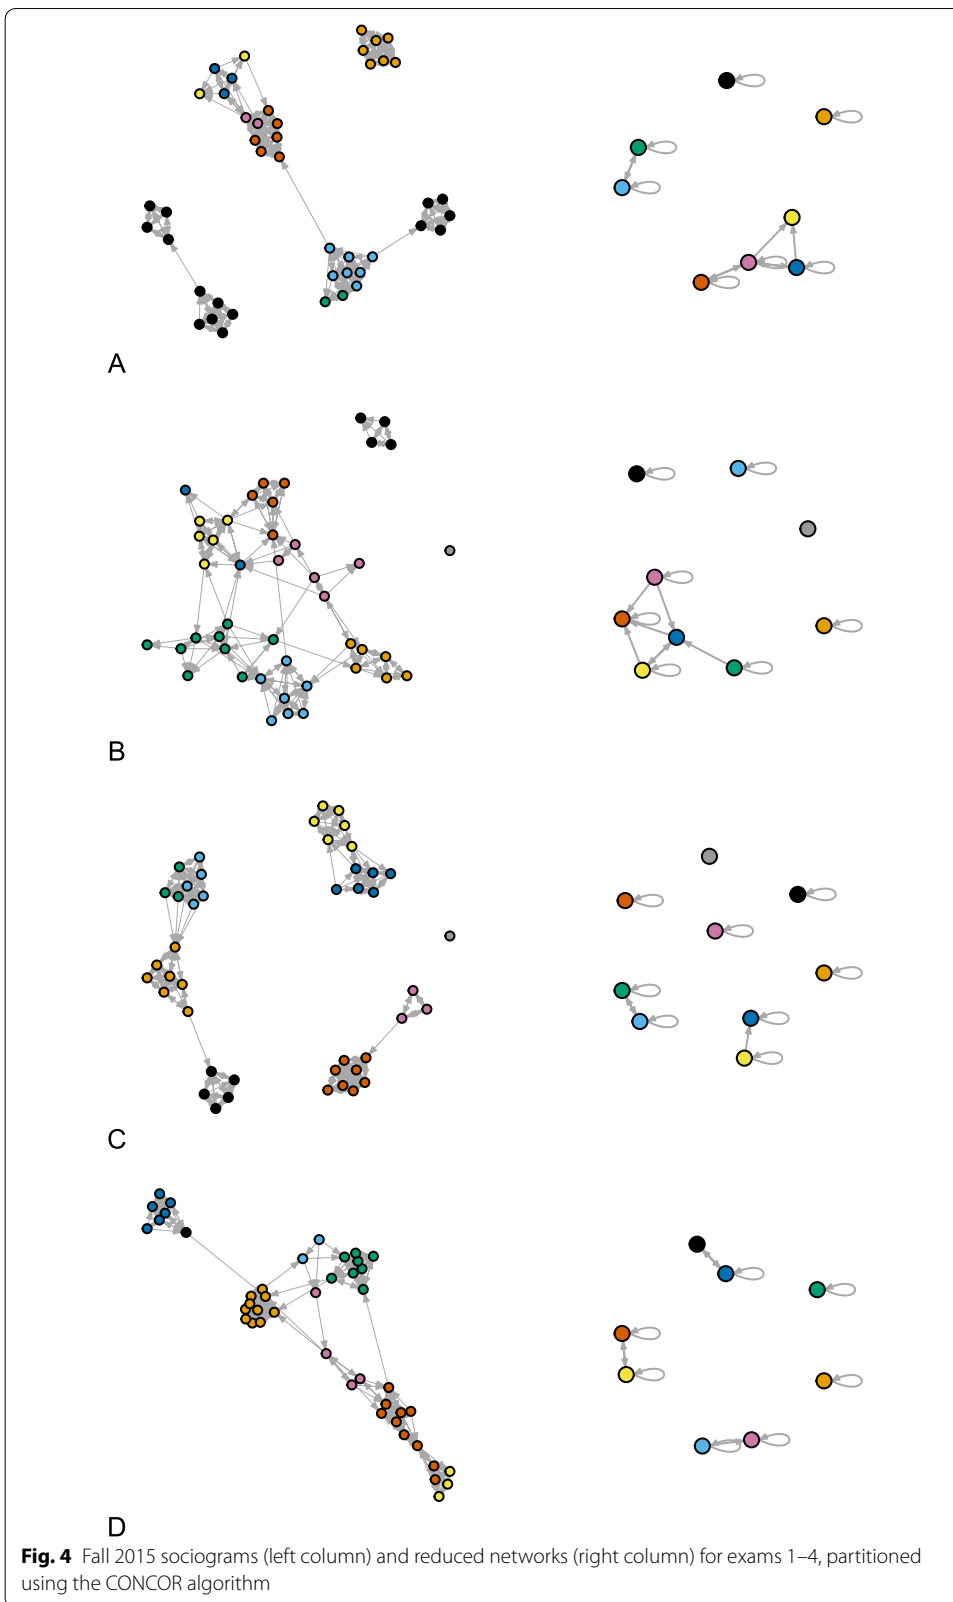 A
B
C
D
Fig. 4 Fall 2015 sociograms (left column) and reduced networks (right column) for exams 1–4, partitioned
using the CONCOR algorithm